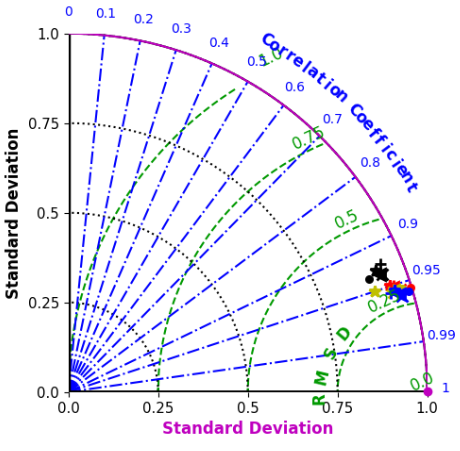 0 0.1 0.2 0.3 0.4 0.5 0.6 0.7 0.8 0.9 0.95 0.99 1
Correlation Coefficient
1.0 0.75 0.5 0.25 0.0
RMSD
1.0
0.75
0.5
0.25
0.0
Standard Deviation
0.0 0.25 0.5 0.75 1.0
Standard Deviation